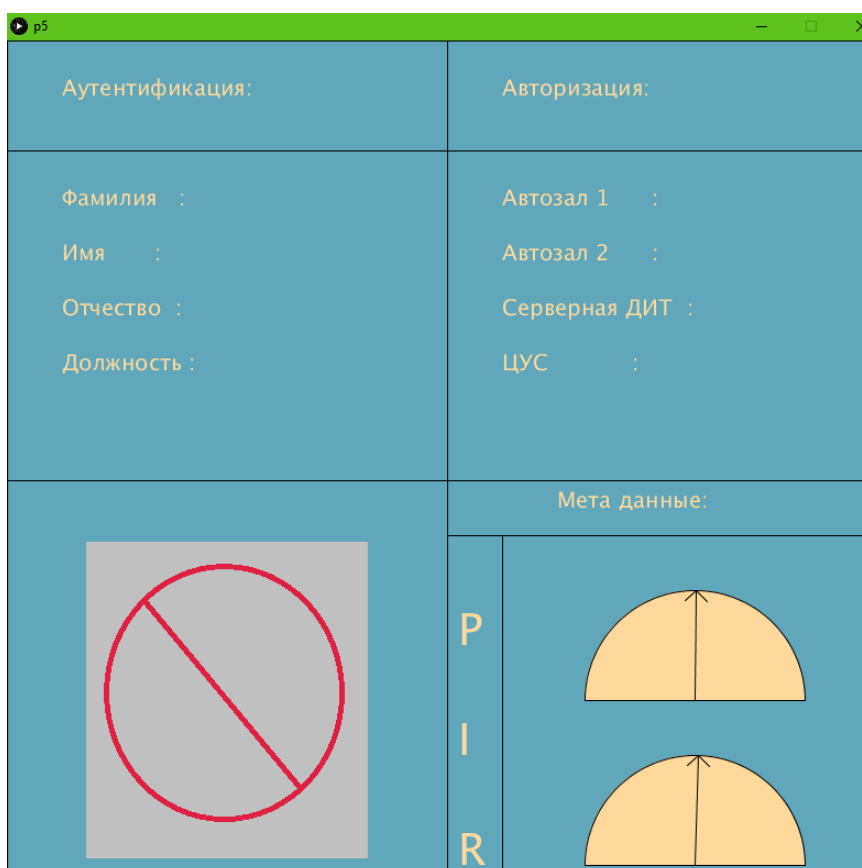 p5
Аутентификация:
Авторизация:
Фамилия :
Имя :
Отчество :
Должность :
Автозал 1 :
Автозал 2 :
Серверная ДИТ :
ЦУС :
Мета данные:
P
I
R